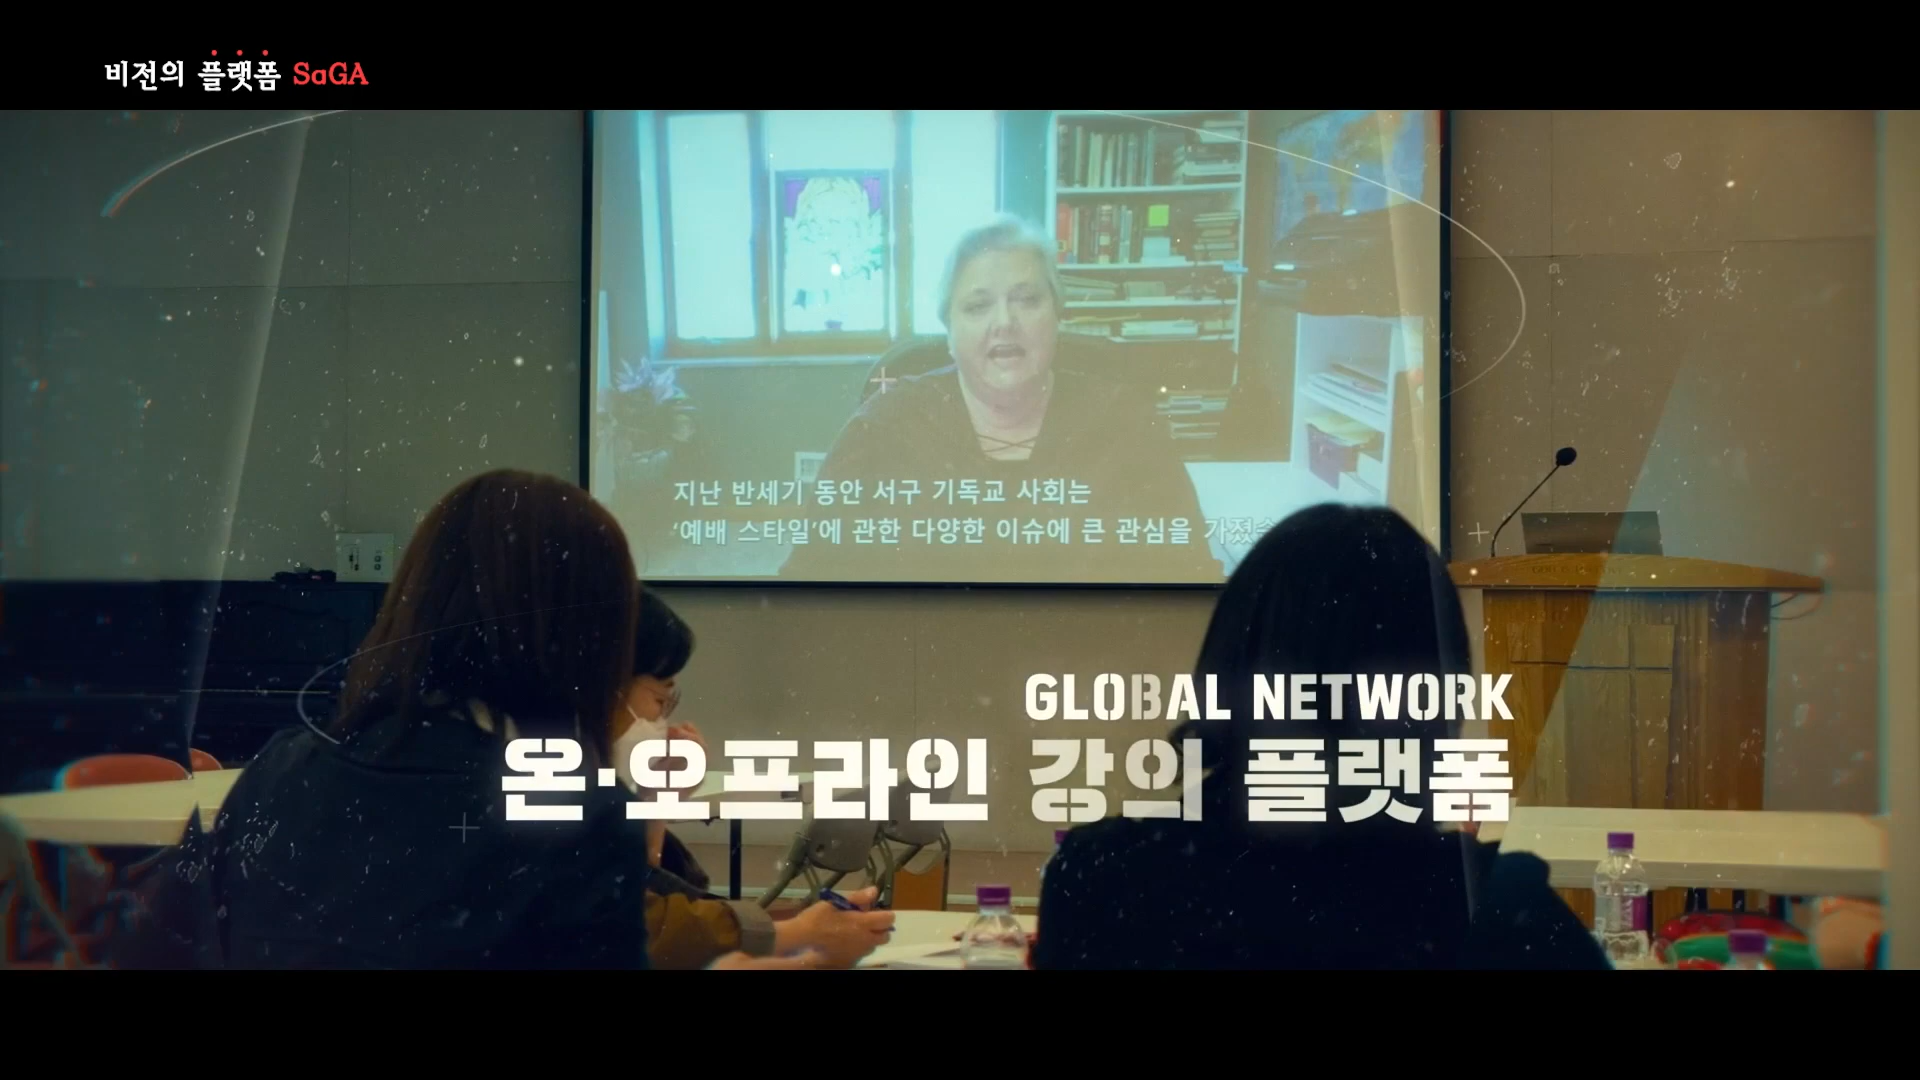 비전의 플랫폼 SaGA
지난 반세기 동안 서구 기독교 사회는
'예배 스타일'에 관한 다양한 이슈에 큰 관심을 가졌
GLOBAL NETWORK
온·오프라인 강의 플랫폼